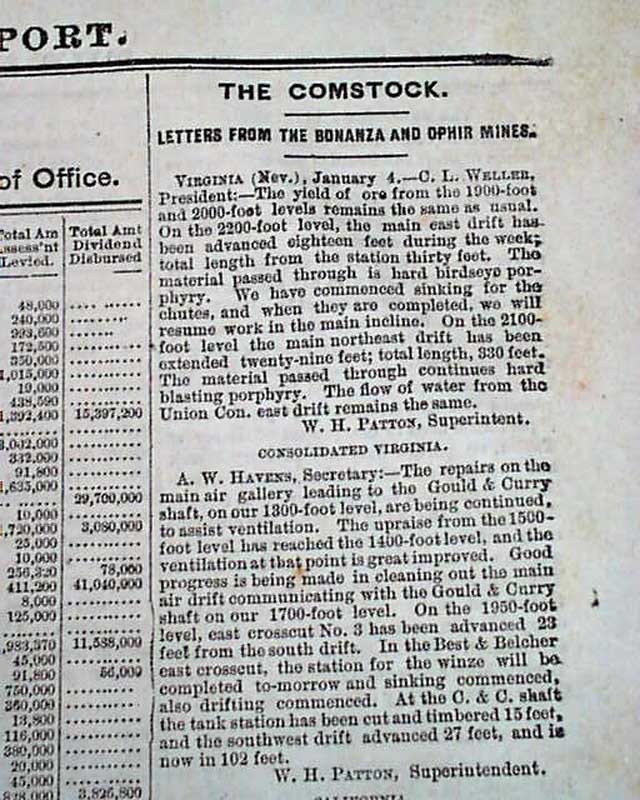 PORT.
of Office.
Total Am
Assess'nt
Levied.
Total Amt
Dividend
Disbursed
48,000
240,000
993,600
172,500
350,000
1,015,000
10,000
438,590
1,392,400 15,397,200
3,002,000
332,000
91,800
1,635,000
29,700,000
10,000
1,720,000 3,080,000
25,000
10,000
256,320 78,000
411,200 41,040,000
8,000
125,000
,983,370 11,588,000
45,000
91,800 56,000
750,000
360,000
13,800
116,000
380,000
20,000
45,000
828,000 3,826,800
THE COMSTOCK.
LETTERS FROM THE BONANZA AND OPHIR MINES.
VIRGINIA (Nev.), January 4.—C. L. WELLER,
President:—The yield of ore from the 1900-foot
and 2000-foot levels remains the same as usual.
On the 2200-foot level, the main east drift has
been advanced eighteen feet during the week;
total length from the station thirty feet. The
material passed through is hard birdseye por-
phyry. We have commenced sinking for the
chutes, and when they are completed, we will
resume work in the main incline. On the 2100-
foot level the main northeast drift has been
extended twenty-nine feet; total length, 330 feet.
The material passed through continues hard
blasting porphyry. The flow of water from the
Union Con. east drift remains the same.
W. H. PATTON, Superintent.
CONSOLIDATED VIRGINIA.
A. W. HAVENS, Secretary:—The repairs on the
main air gallery leading to the Gould & Curry
shaft, on our 1300-foot level, are being continued,
to assist ventilation. The upraise from the 1500-
foot level has reached the 1400-foot level, and the
ventilation at that point is great improved. Good
progress is being made in cleaning out the main
air drift communicating with the Gould & Curry
shaft on our 1700-foot level. On the 1950-foot
level, east crosscut No. 3 has been advanced 23
feet from the south drift. In the Best & Belcher
east crosscut, the station for the winze will be
completed to-morrow and sinking commenced,
also drifting commenced. At the C. & C. shaft
the tank station has been cut and timbered 15 feet,
and the southwest drift advanced 27 feet, and is
now in 102 feet.
W. H. PATTON, Superintendent.
CALIFORNIA